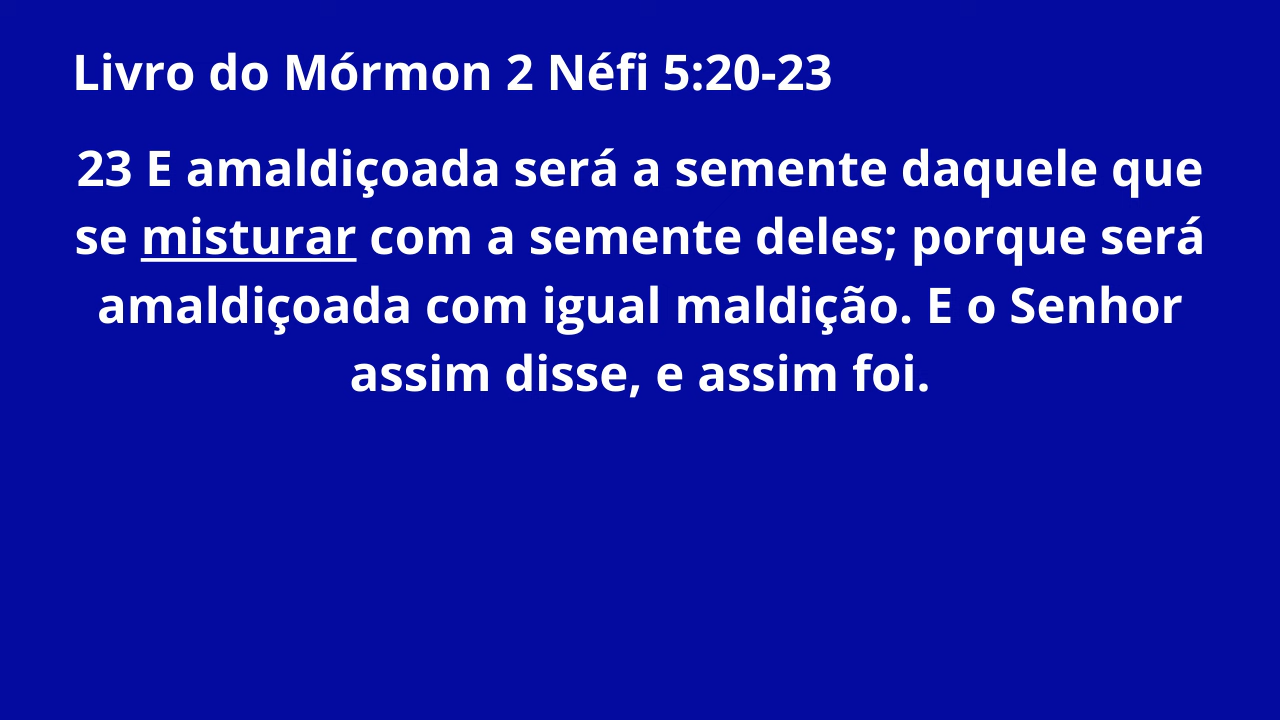 Livro do Mórmon 2 Néfi 5:20-23
23 E amaldiçoada será a semente daquele que
se misturar com a semente deles; porque será
amaldiçoada com igual maldição. E o Senhor
assim disse, e assim foi.